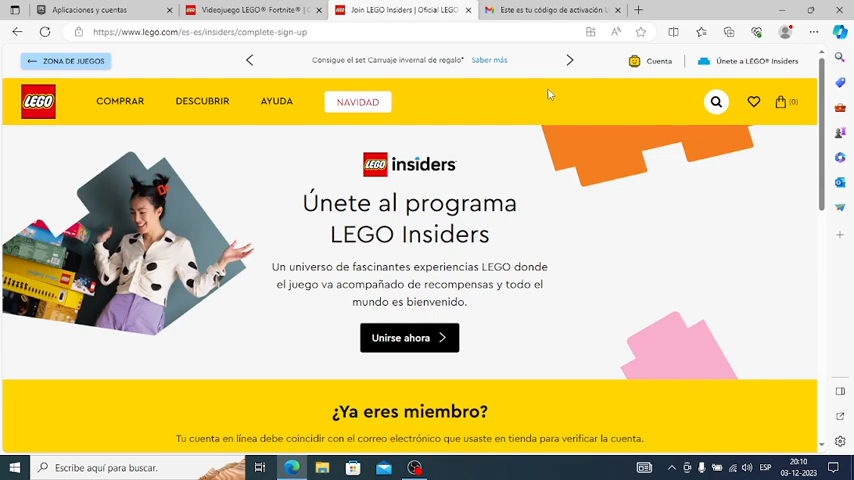 Aplicaciones y cuentas
Videojuego LEGO® Fortnite® | C
Join LEGO Insiders | Oficial LEGO
Este es tu código de activación L
https://www.lego.com/es-es/insiders/complete-sign-up
ZONA DE JUEGOS
Consigue el set Carruaje invernal de regalo* Saber más
Cuenta
Únete a LEGO® Insiders
LEGO
COMPRAR
DESCUBRIR
AYUDA
NAVIDAD
(0)
LEGO insiders
Únete al programa
LEGO Insiders
Un universo de fascinantes experiencias LEGO donde
el juego va acompañado de recompensas y todo el
mundo es bienvenido.
Unirse ahora
¿Ya eres miembro?
Tu cuenta en línea debe coincidir con el correo electrónico que usaste en tienda para verificar la cuenta.
Escribe aquí para buscar.
ESP
20:10
03-12-2023